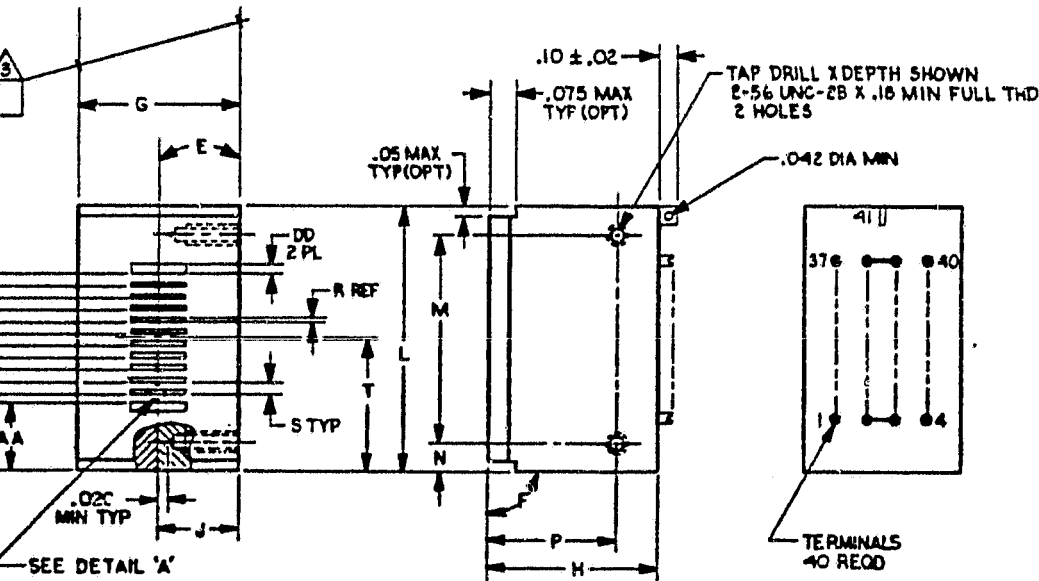 3
G
E
.10 ±.02
.075 MAX
TYP (OPT)
TAP DRILL X DEPTH SHOWN
2-56 UNC-2B X .18 MIN FULL THD
2 HOLES
.05 MAX
TYP(OPT)
.042 DIA MIN
DD
2 PL
R REF
M
L
T
S TYP
AA
N
F
.020
MIN TYP
J
P
H
SEE DETAIL 'A'
41
37
40
1
4
TERMINALS
40 REQD